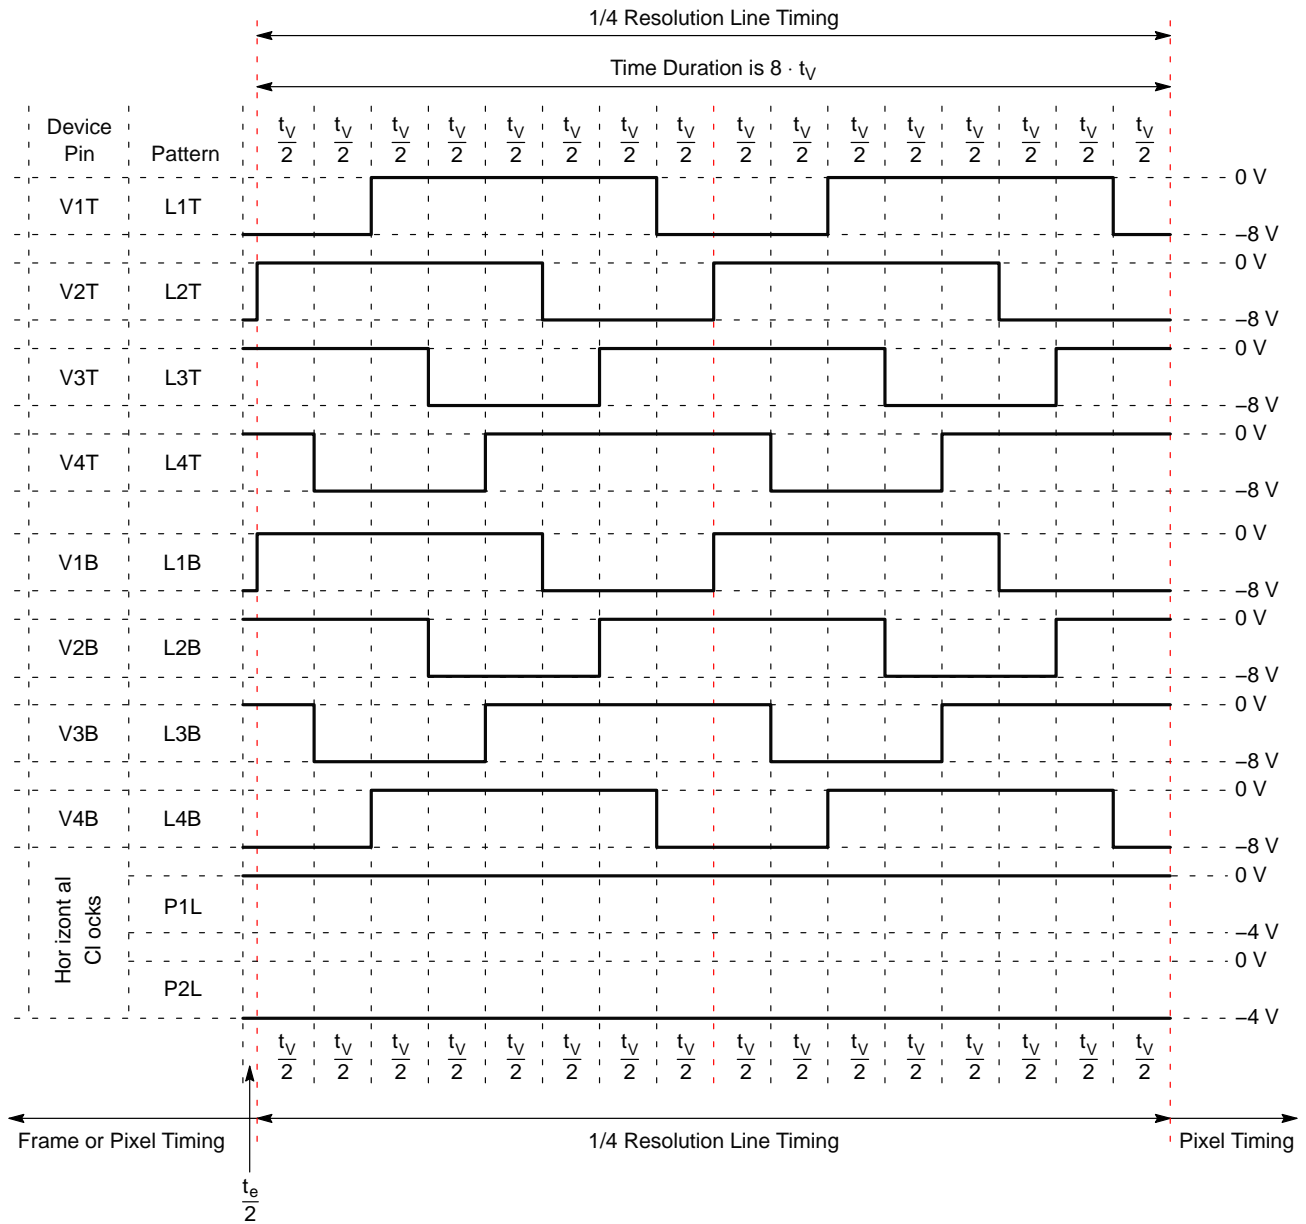 1/4 Resolution Line Timing
Time Duration is 8 · tV
Device Pin
Pattern
tV/2 tV/2 tV/2 tV/2 tV/2 tV/2 tV/2 tV/2 tV/2 tV/2 tV/2 tV/2 tV/2 tV/2 tV/2 tV/2
V1T L1T 0 V
–8 V
V2T L2T 0 V
–8 V
V3T L3T 0 V
–8 V
V4T L4T 0 V
–8 V
V1B L1B 0 V
–8 V
V2B L2B 0 V
–8 V
V3B L3B 0 V
–8 V
V4B L4B 0 V
–8 V
Hor izont al
Cl ocks
P1L 0 V
–4 V
P2L 0 V
–4 V
tV/2 tV/2 tV/2 tV/2 tV/2 tV/2 tV/2 tV/2 tV/2 tV/2 tV/2 tV/2 tV/2 tV/2 tV/2 tV/2
Frame or Pixel Timing 1/4 Resolution Line Timing Pixel Timing
te/2